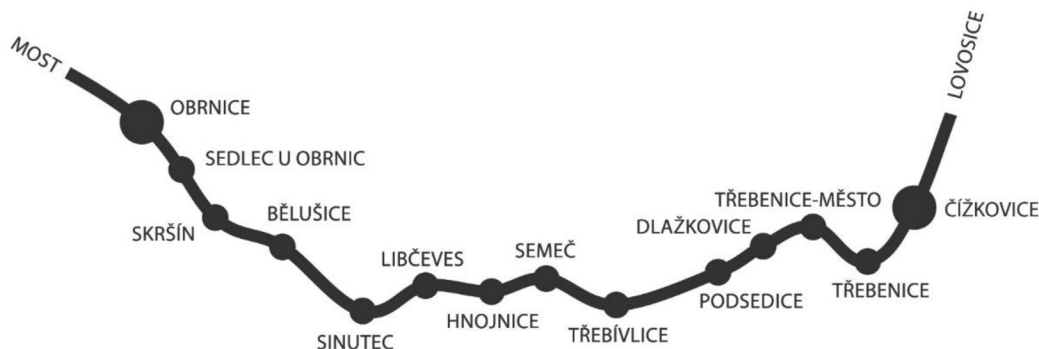 MOST
OBRNICE
SEDLEC U OBRNIC
SKRŠÍN
BĚLUŠICE
SINUTEC
LIBČEVES
HNOJNICE
SEMEČ
TŘEBÍVLICE
PODSEDICE
DLAŽKOVICE
TŘEBENICE-MĚSTO
TŘEBENICE
ČÍŽKOVICE
LOVOSICE